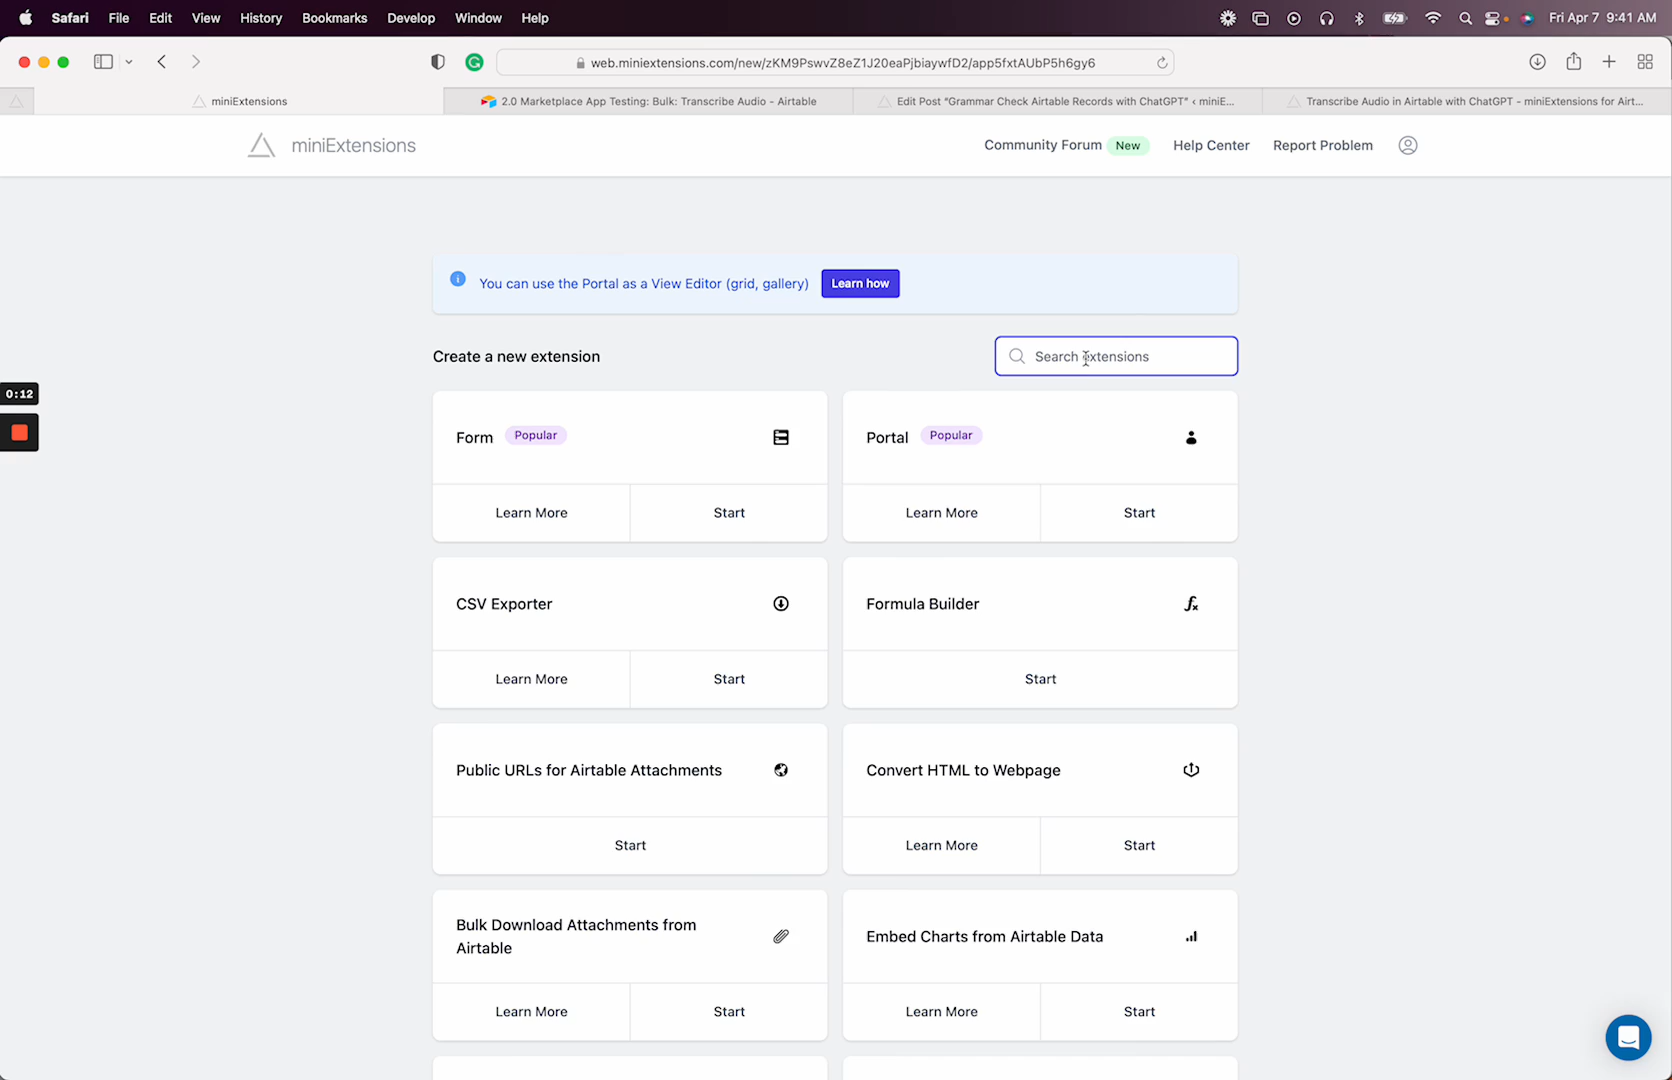 Safari File Edit View History Bookmarks Develop Window Help Fri Apr 7 9:41 AM
web.miniextensions.com/new/zKM9PswvZ8eZ1J20eaPjbiaywfD2/app5fxtAUbP5h6gy6
miniExtensions 2.0 Marketplace App Testing: Bulk: Transcribe Audio - Airtable Edit Post "Grammar Check Airtable Records with ChatGPT" ‹ miniE... Transcribe Audio in Airtable with ChatGPT - miniExtensions for Airt...
miniExtensions Community Forum New Help Center Report Problem
You can use the Portal as a View Editor (grid, gallery) Learn how
Create a new extension Search extensions
0:12
Form Popular Portal Popular
Learn More Start Learn More Start
CSV Exporter Formula Builder
Learn More Start Start
Public URLs for Airtable Attachments Convert HTML to Webpage
Start Learn More Start
Bulk Download Attachments from
Airtable Embed Charts from Airtable Data
Learn More Start Learn More Start